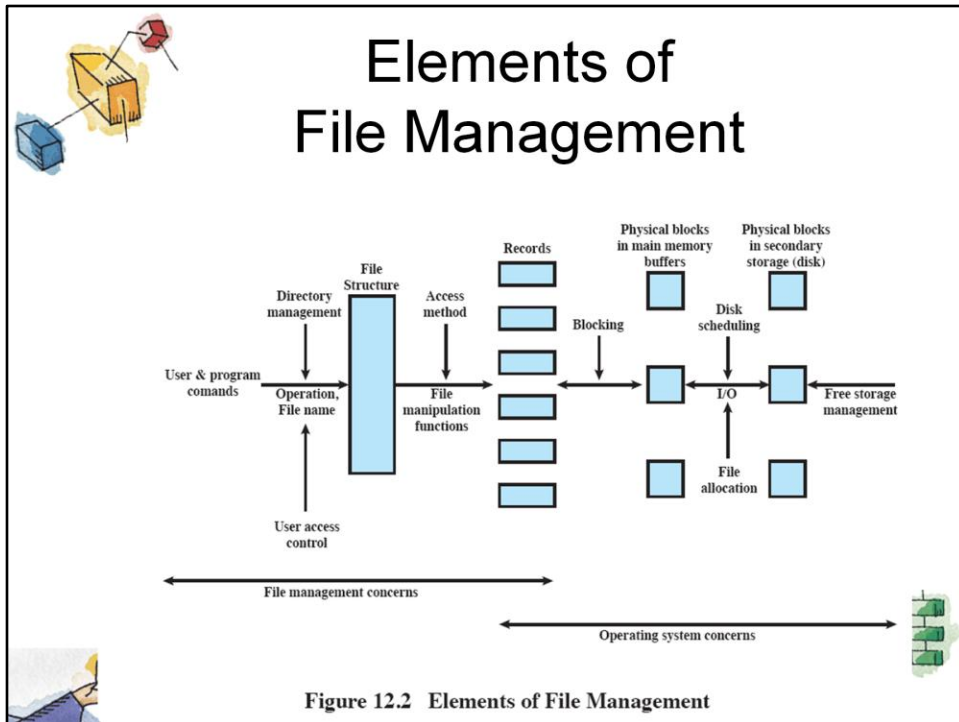 Elements of
File Management
Physical blocks
in main memory
buffers
Physical blocks
in secondary
storage (disk)
Records
File
Structure
Directory
management
Access
method
Blocking
Disk
scheduling
User & program
comands
Operation,
File name
File
manipulation
functions
I/O
Free storage
management
File
allocation
User access
control
File management concerns
Operating system concerns
Figure 12.2 Elements of File Management